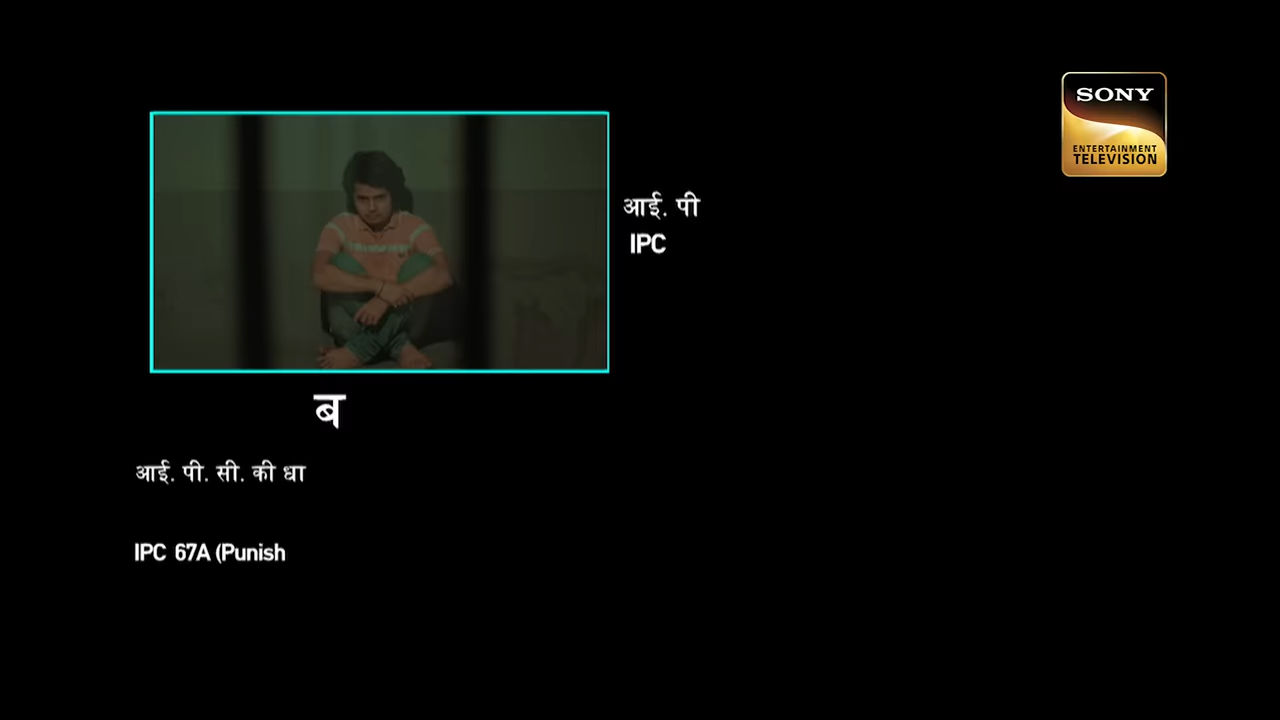 SONY
ENTERTAINMENT
TELEVISION
आई. पी
IPC
ब
आई. पी. सी. की धा
IPC 67A (Punish